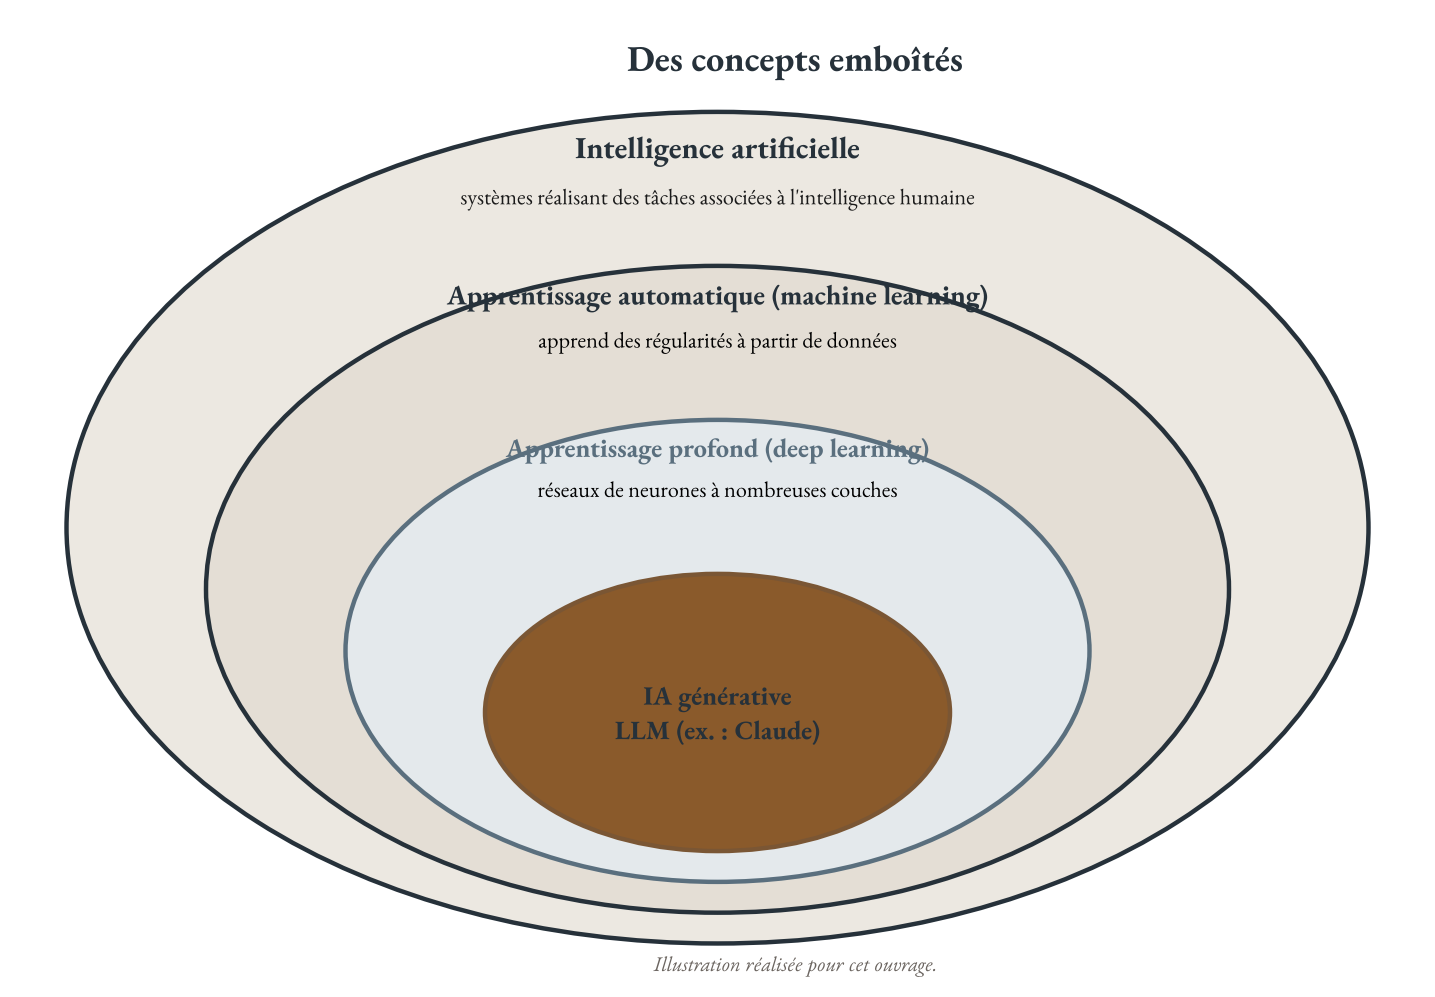 Des concepts emboîtés
Intelligence artificielle
systèmes réalisant des tâches associées à l'intelligence humaine
Apprentissage automatique (machine learning)
apprend des régularités à partir de données
Apprentissage profond (deep learning)
réseaux de neurones à nombreuses couches
IA générative
LLM (ex. : Claude)
Illustration réalisée pour cet ouvrage.